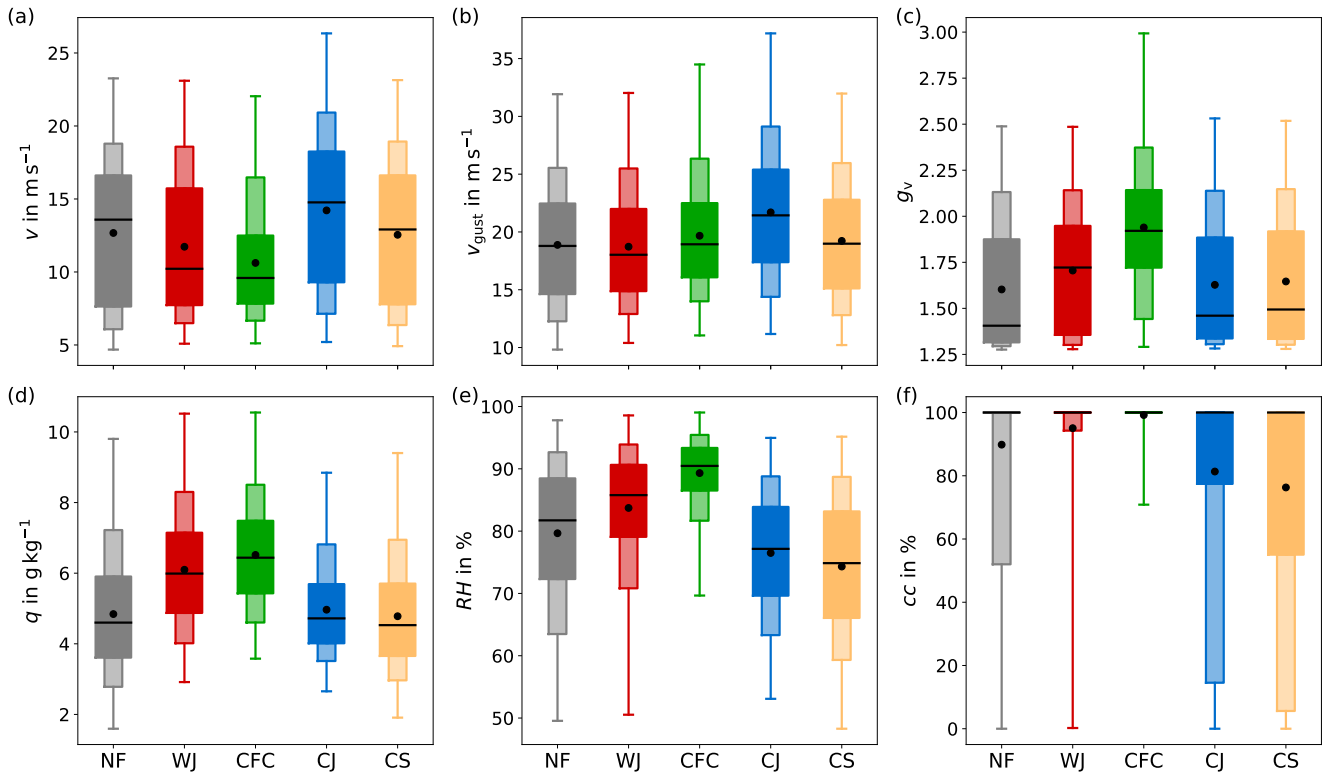 (a)
v in m s⁻¹
25
20
15
10
5
(b)
v_gust in m s⁻¹
35
30
25
20
15
10
(c)
g_v
3.00
2.75
2.50
2.25
2.00
1.75
1.50
1.25
(d)
q in g kg⁻¹
10
8
6
4
2
NF WJ CFC CJ CS
(e)
RH in %
100
90
80
70
60
50
NF WJ CFC CJ CS
(f)
cc in %
100
80
60
40
20
0
NF WJ CFC CJ CS